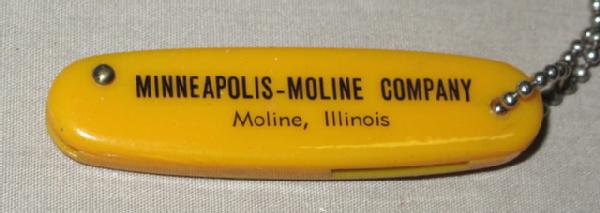 MINNEAPOLIS-MOLINE COMPANY
Moline, Illinois